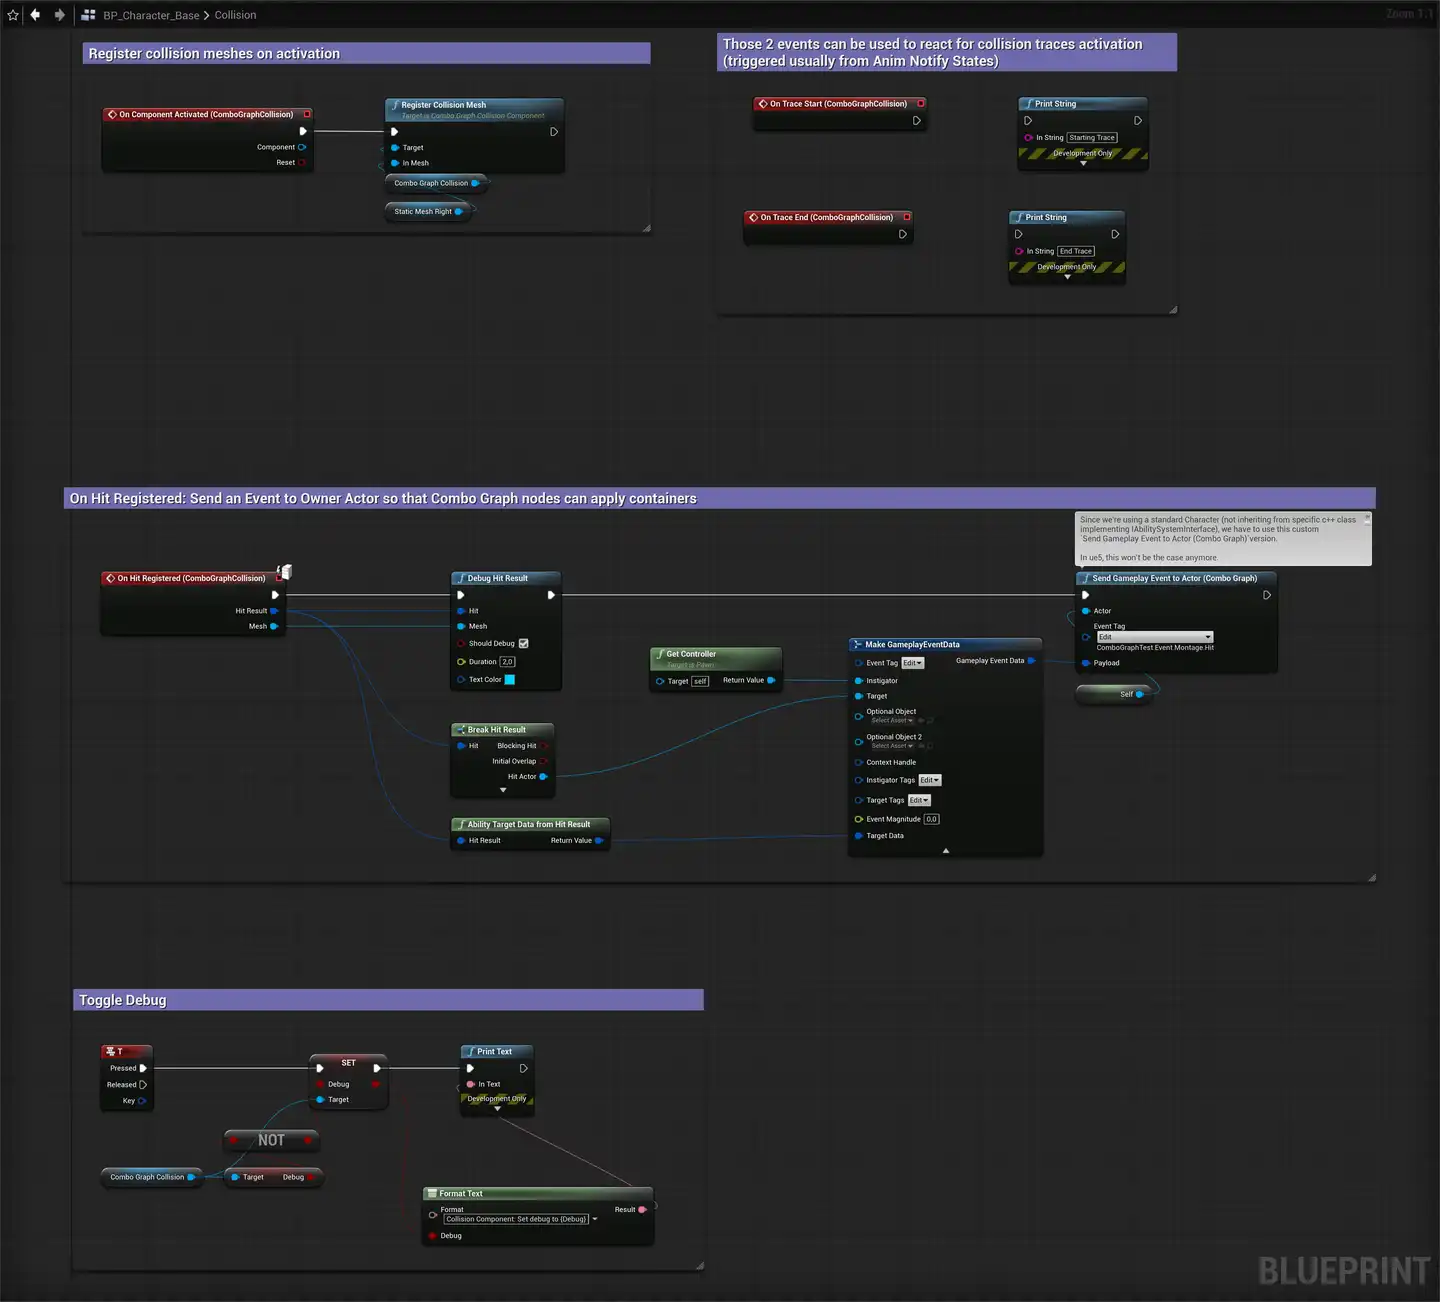 BP_Character_Base > Collision
Zoom 1:1
Register collision meshes on activation
On Component Activated (ComboGraphCollision)
Component
Reset
Register Collision Mesh
Target is Combo Graph Collision Component
Target
In Mesh
Combo Graph Collision
Static Mesh Right
Those 2 events can be used to react for collision traces activation
(triggered usually from Anim Notify States)
On Trace Start (ComboGraphCollision)
Print String
In String Starting Trace
Development Only
On Trace End (ComboGraphCollision)
Print String
In String End Trace
Development Only
On Hit Registered: Send an Event to Owner Actor so that Combo Graph nodes can apply containers
Since we're using a standard Character (not inheriting from specific c++ class
implementing IAbilitySystemInterface), we have to use this custom
`Send Gameplay Event to Actor (Combo Graph)`version.
In ue5, this won't be the case anymore.
On Hit Registered (ComboGraphCollision)
Hit Result
Mesh
Debug Hit Result
Hit
Mesh
Should Debug
Duration 2,0
Text Color
Break Hit Result
Hit Blocking Hit
Initial Overlap
Hit Actor
Ability Target Data from Hit Result
Hit Result Return Value
Get Controller
Target is Pawn
Target self Return Value
Make GameplayEventData
Event Tag Edit Gameplay Event Data
Instigator
Target
Optional Object
Select Asset
Optional Object 2
Select Asset
Context Handle
Instigator Tags Edit
Target Tags Edit
Event Magnitude 0,0
Target Data
Send Gameplay Event to Actor (Combo Graph)
Actor
Event Tag
Edit
ComboGraphTest.Event.Montage.Hit
Payload
Self
Toggle Debug
T
Pressed
Released
Key
SET
Debug
Target
Print Text
In Text
Development Only
NOT
Combo Graph Collision
Target Debug
Format Text
Format Result
Collision Component: Set debug to {Debug}
Debug
BLUEPRINT